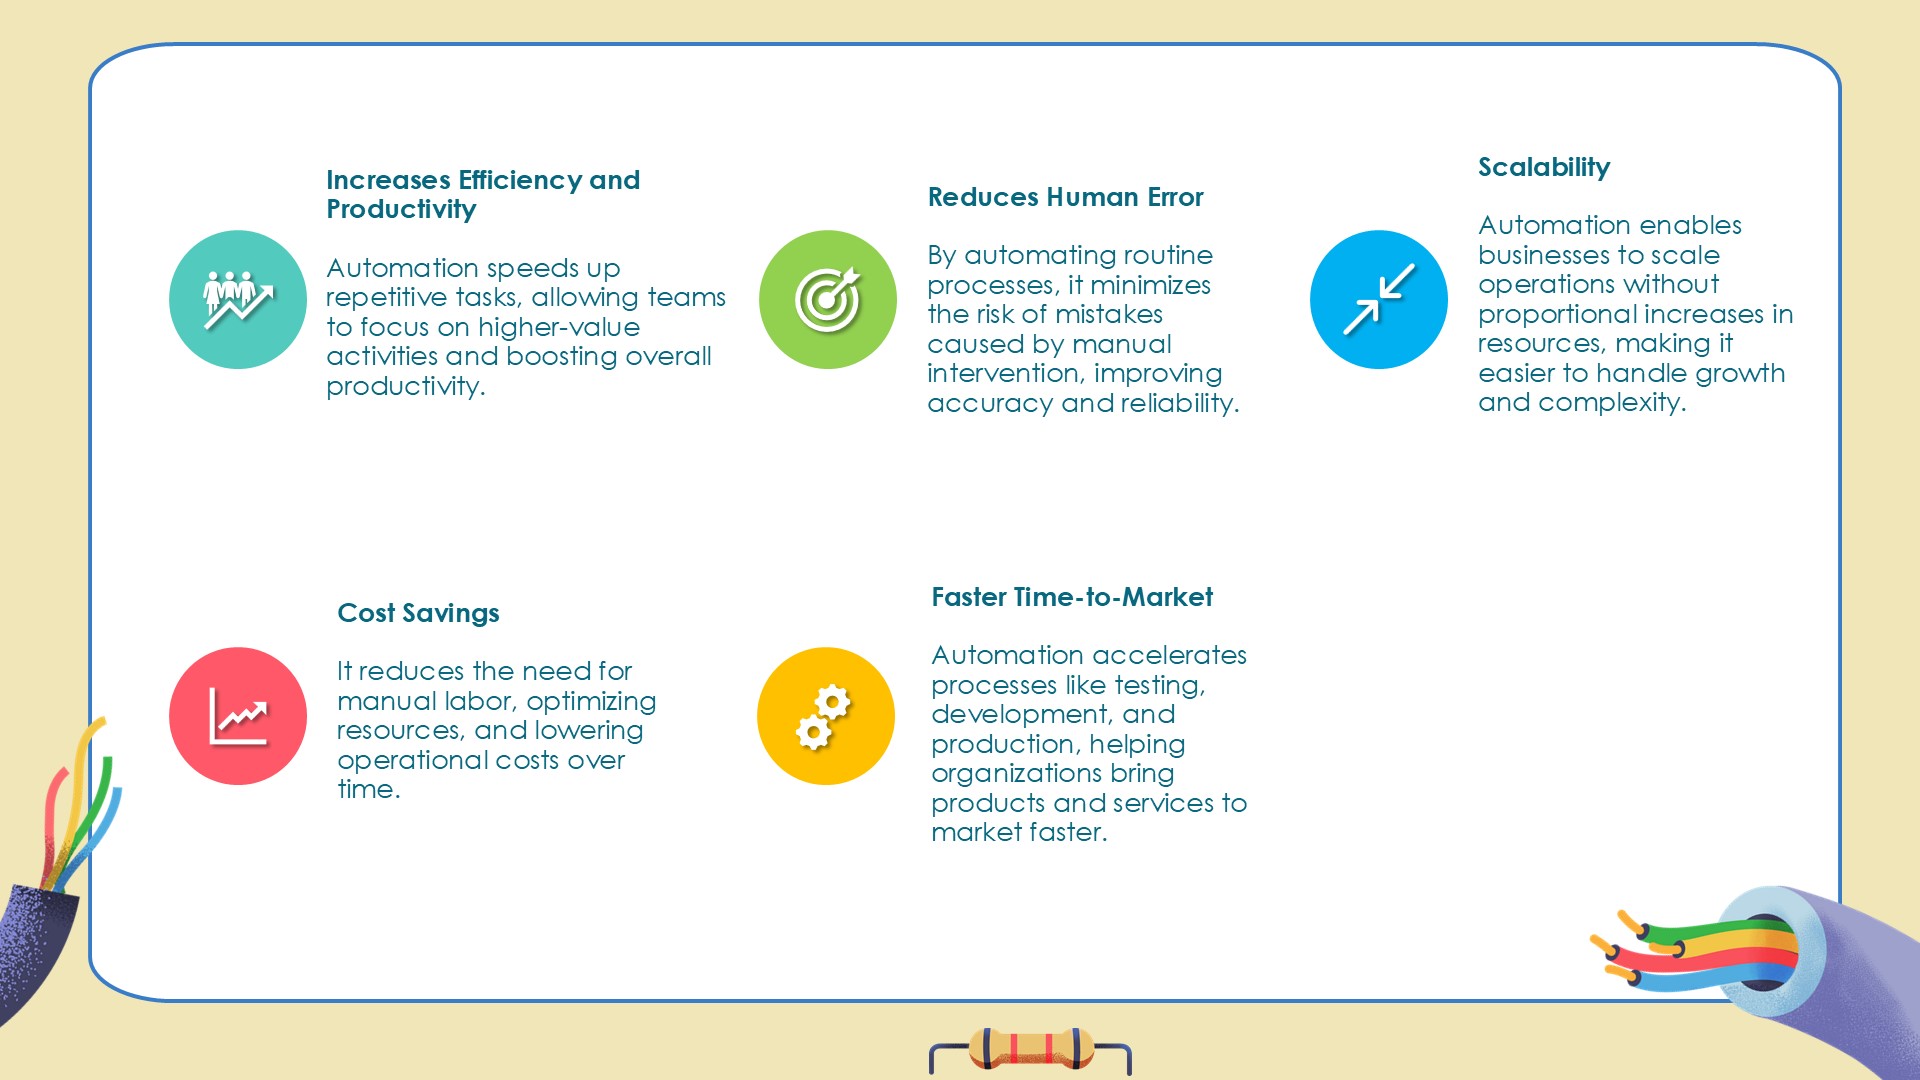 Increases Efficiency and
Productivity
Automation speeds up
repetitive tasks, allowing teams
to focus on higher-value
activities and boosting overall
productivity.
Reduces Human Error
By automating routine
processes, it minimizes
the risk of mistakes
caused by manual
intervention, improving
accuracy and reliability.
Scalability
Automation enables
businesses to scale
operations without
proportional increases in
resources, making it
easier to handle growth
and complexity.
Cost Savings
It reduces the need for
manual labor, optimizing
resources, and lowering
operational costs over
time.
Faster Time-to-Market
Automation accelerates
processes like testing,
development, and
production, helping
organizations bring
products and services to
market faster.